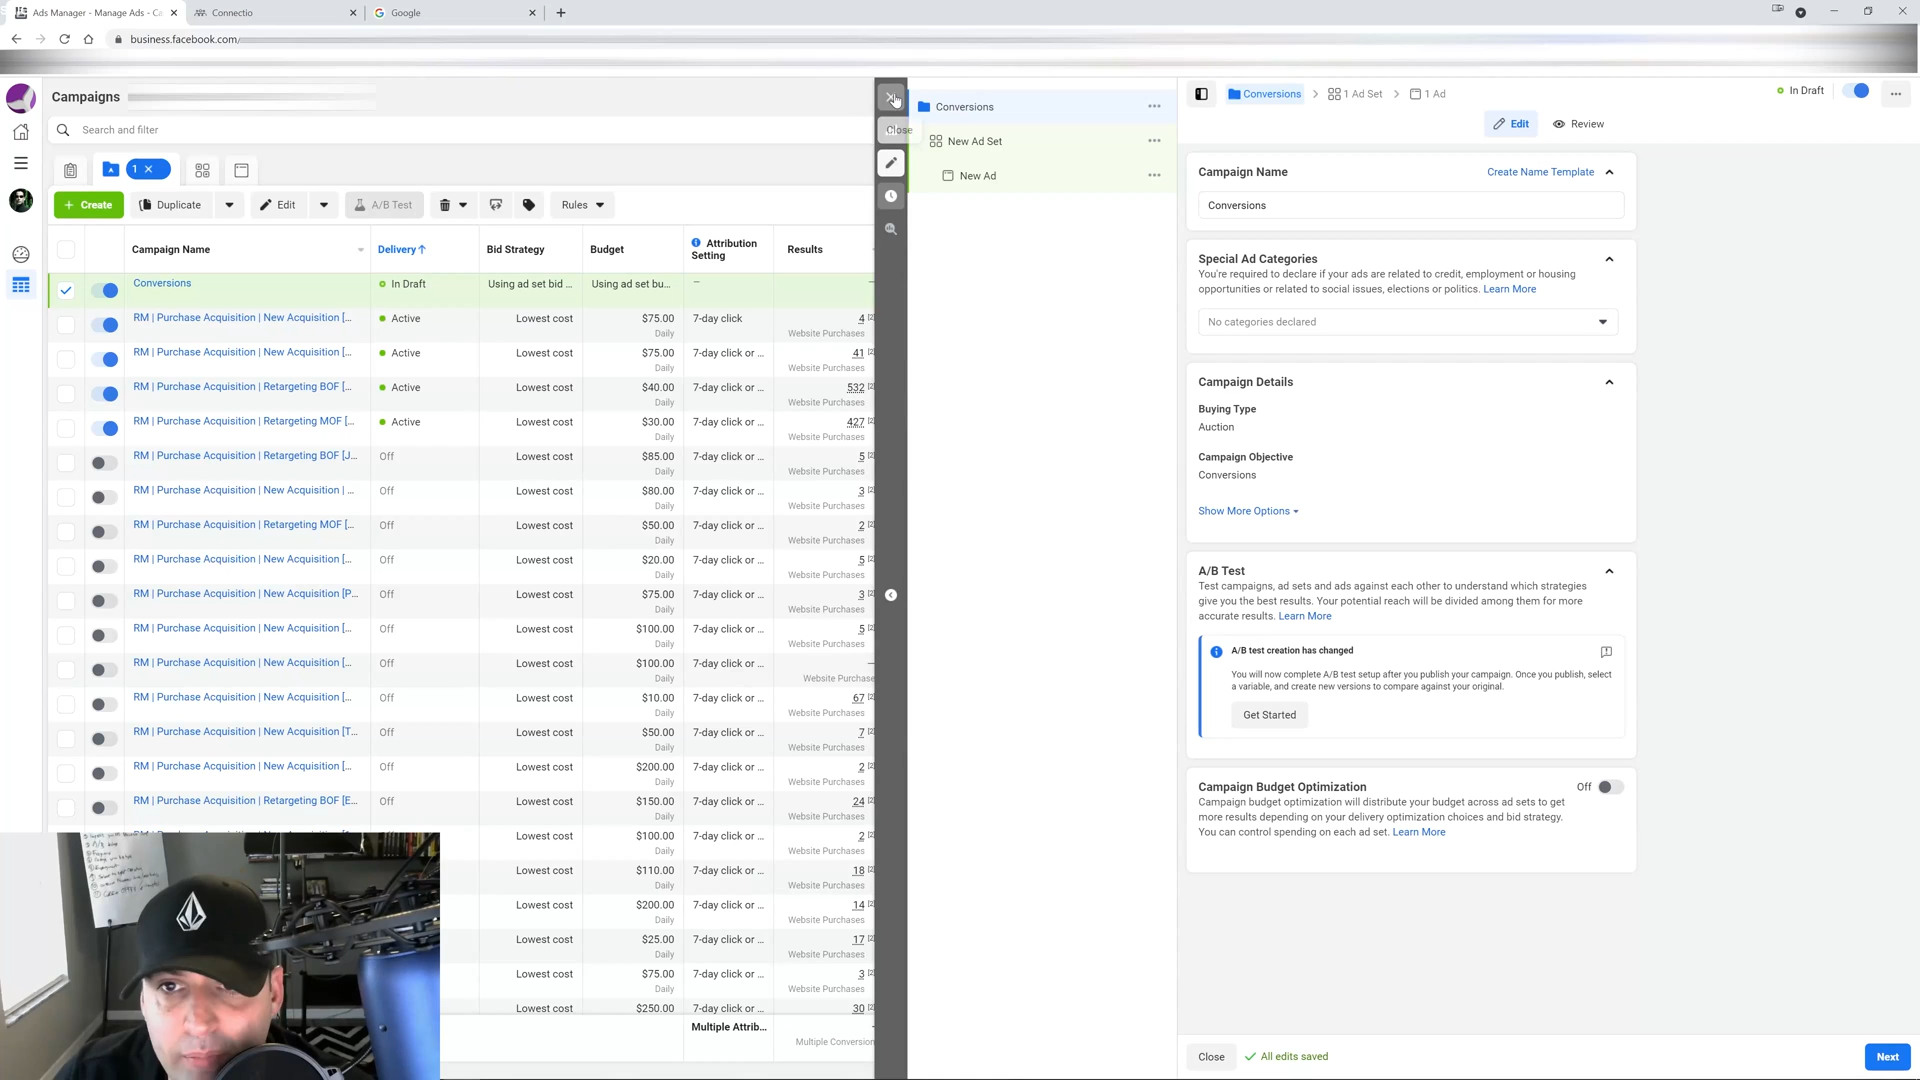 Ads Manager - Manage Ads - Ca
Connectio
Google
business.facebook.com/
Campaigns
Search and filter
1
Create
Duplicate
Edit
A/B Test
Rules
Campaign Name
Delivery↑
Bid Strategy
Budget
Attribution Setting
Results
Conversions In Draft Using ad set bid ... Using ad set bu... — —
RM | Purchase Acquisition | New Acquisition [... Active Lowest cost $75.00 7-day click 4 [2]
Daily Website Purchases
RM | Purchase Acquisition | New Acquisition [... Active Lowest cost $75.00 7-day click or ... 41 [2]
Daily Website Purchases
RM | Purchase Acquisition | Retargeting BOF [... Active Lowest cost $40.00 7-day click or ... 532 [2]
Daily Website Purchases
RM | Purchase Acquisition | Retargeting MOF [... Active Lowest cost $30.00 7-day click or ... 427 [2]
Daily Website Purchases
RM | Purchase Acquisition | Retargeting BOF [J... Off Lowest cost $85.00 7-day click or ... 5 [2]
Daily Website Purchases
RM | Purchase Acquisition | New Acquisition | ... Off Lowest cost $80.00 7-day click or ... 3 [2]
Daily Website Purchases
RM | Purchase Acquisition | Retargeting MOF [... Off Lowest cost $50.00 7-day click or ... 2 [2]
Daily Website Purchases
RM | Purchase Acquisition | New Acquisition [... Off Lowest cost $20.00 7-day click or ... 5 [2]
Daily Website Purchases
RM | Purchase Acquisition | New Acquisition [P... Off Lowest cost $75.00 7-day click or ... 3 [2]
Daily Website Purchases
RM | Purchase Acquisition | New Acquisition [... Off Lowest cost $100.00 7-day click or ... 5 [2]
Daily Website Purchases
RM | Purchase Acquisition | New Acquisition [... Off Lowest cost $100.00 7-day click or ... —
Daily Website Purchase
RM | Purchase Acquisition | New Acquisition [... Off Lowest cost $10.00 7-day click or ... 67 [2]
Daily Website Purchases
RM | Purchase Acquisition | New Acquisition [T... Off Lowest cost $50.00 7-day click or ... 7 [2]
Daily Website Purchases
RM | Purchase Acquisition | New Acquisition [... Off Lowest cost $200.00 7-day click or ... 2 [2]
Daily Website Purchases
RM | Purchase Acquisition | Retargeting BOF [E... Off Lowest cost $150.00 7-day click or ... 24 [2]
Daily Website Purchases
Lowest cost $100.00 7-day click or ... 2 [2]
Daily Website Purchases
Lowest cost $110.00 7-day click or ... 18 [2]
Daily Website Purchases
Lowest cost $200.00 7-day click or ... 14 [2]
Daily Website Purchases
Lowest cost $25.00 7-day click or ... 17 [2]
Daily Website Purchases
Lowest cost $75.00 7-day click or ... 3 [2]
Daily Website Purchases
Lowest cost $250.00 7-day click or ... 30 [2]
Multiple Attrib...
Multiple Conversion
Close
Conversions
New Ad Set
New Ad
Conversions
1 Ad Set
1 Ad
In Draft
Edit
Review
Campaign Name
Create Name Template
Conversions
Special Ad Categories
You're required to declare if your ads are related to credit, employment or housing
opportunities or related to social issues, elections or politics. Learn More
No categories declared
Campaign Details
Buying Type
Auction
Campaign Objective
Conversions
Show More Options
A/B Test
Test campaigns, ad sets and ads against each other to understand which strategies
give you the best results. Your potential reach will be divided among them for more
accurate results. Learn More
A/B test creation has changed
You will now complete A/B test setup after you publish your campaign. Once you publish, select
a variable, and create new versions to compare against your original.
Get Started
Campaign Budget Optimization
Off
Campaign budget optimization will distribute your budget across ad sets to get
more results depending on your delivery optimization choices and bid strategy.
You can control spending on each ad set. Learn More
Close
All edits saved
Next